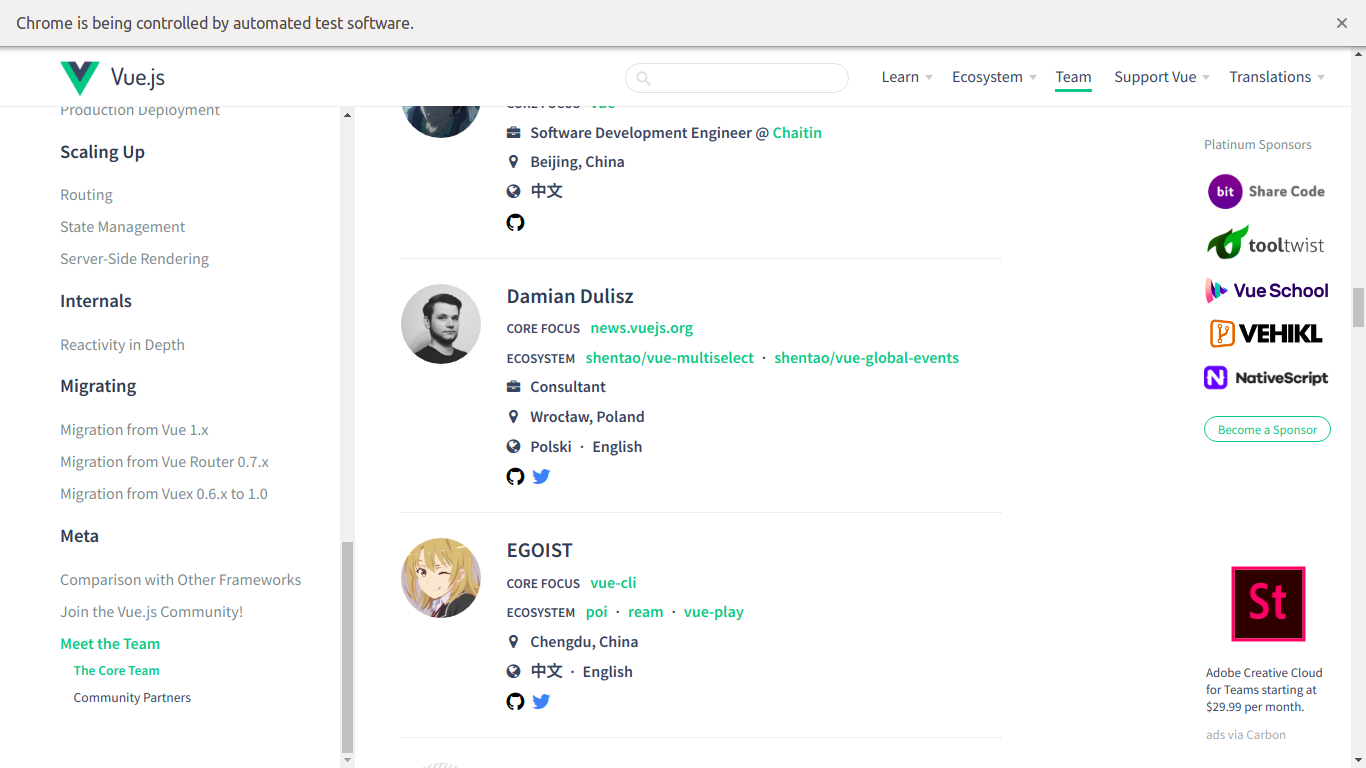 Chrome is being controlled by automated test software.
Vue.js
Learn
Ecosystem
Team
Support Vue
Translations
Production Deployment
Scaling Up
Routing
State Management
Server-Side Rendering
Internals
Reactivity in Depth
Migrating
Migration from Vue 1.x
Migration from Vue Router 0.7.x
Migration from Vuex 0.6.x to 1.0
Meta
Comparison with Other Frameworks
Join the Vue.js Community!
Meet the Team
The Core Team
Community Partners
CORE FOCUS vue
Software Development Engineer @ Chaitin
Beijing, China
中文
Damian Dulisz
CORE FOCUS news.vuejs.org
ECOSYSTEM shentao/vue-multiselect · shentao/vue-global-events
Consultant
Wrocław, Poland
Polski · English
EGOIST
CORE FOCUS vue-cli
ECOSYSTEM poi · ream · vue-play
Chengdu, China
中文 · English
Platinum Sponsors
bit Share Code
tooltwist
Vue School
VEHIKL
N NativeScript
Become a Sponsor
St
Adobe Creative Cloud
for Teams starting at
$29.99 per month.
ads via Carbon